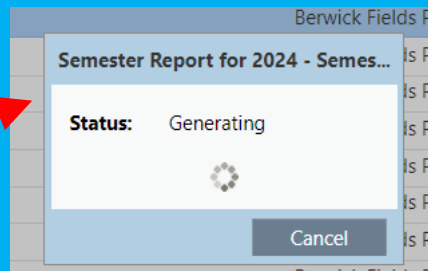 Berwick Fields P
Semester Report for 2024 - Semes...
Status: Generating
Cancel